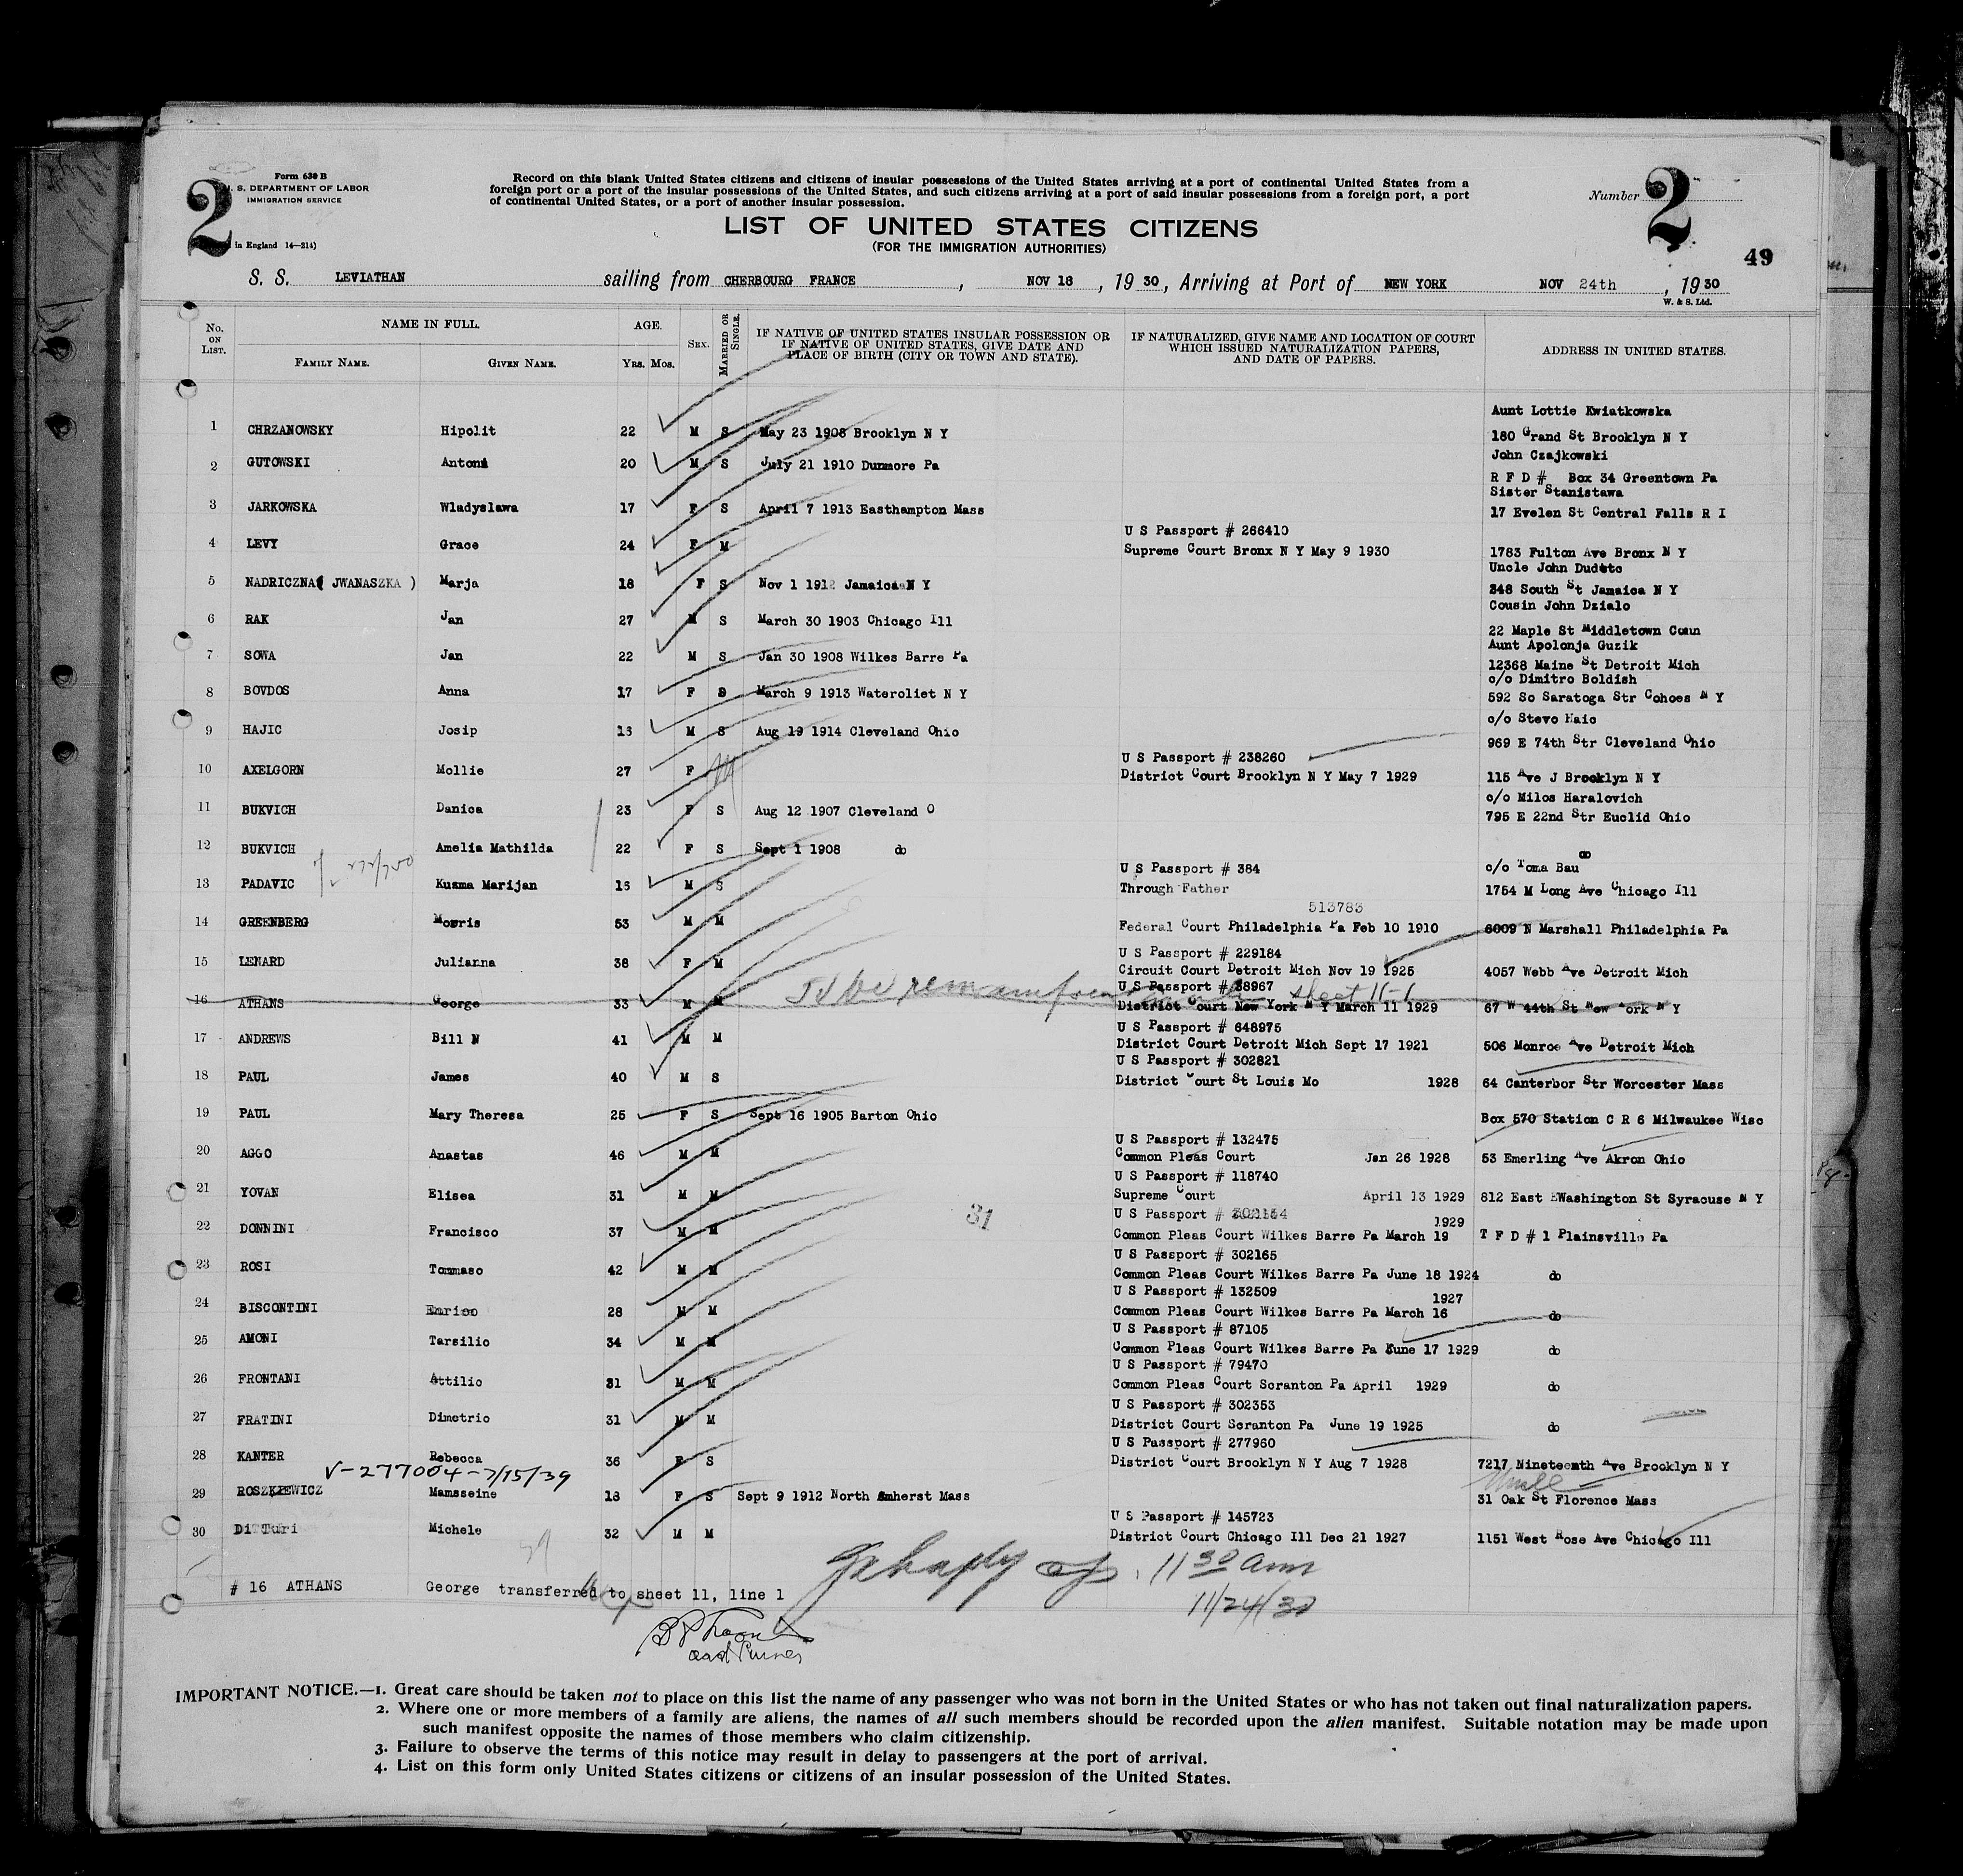 2
Form 630 B
U. S. DEPARTMENT OF LABOR
IMMIGRATION SERVICE
in England 14—214)
Record on this blank United States citizens and citizens of insular possessions of the United States arriving at a port of continental United States from a
foreign port or a port of the insular possessions of the United States, and such citizens arriving at a port of said insular possessions from a foreign port, a port
of continental United States, or a port of another insular possession.
Number 2
LIST OF UNITED STATES CITIZENS
(FOR THE IMMIGRATION AUTHORITIES)
49
S. S. LEVIATHAN sailing from CHERBOURG FRANCE , NOV 18 , 19 30, Arriving at Port of NEW YORK NOV 24th , 19 30
W. & S. Ltd.
No. ON LIST. NAME IN FULL. FAMILY NAME. GIVEN NAME. AGE. YRS. MOS. SEX. MARRIED OR SINGLE. IF NATIVE OF UNITED STATES INSULAR POSSESSION OR IF NATIVE OF UNITED STATES, GIVE DATE AND PLACE OF BIRTH (CITY OR TOWN AND STATE). IF NATURALIZED, GIVE NAME AND LOCATION OF COURT WHICH ISSUED NATURALIZATION PAPERS, AND DATE OF PAPERS. ADDRESS IN UNITED STATES.
Aunt Lottie Kwiatkowska
1 CHRZANOWSKY Hipolit 22 M S May 23 1908 Brooklyn N Y 180 Grand St Brooklyn N Y
John Czajkowski
2 GUTOWSKI Antoni 20 M S July 21 1910 Dunmore Pa R F D # Box 34 Greentown Pa
Sister Stanistawa
3 JARKOWSKA Wladyslawa 17 F S April 7 1913 Easthampton Mass 17 Evelen St Central Falls R I
U S Passport # 266410
4 LEVY Grace 24 F M Supreme Court Bronx N Y May 9 1930 1783 Fulton Ave Bronx N Y
Uncle John Dudeto
5 NADRICZNA( JWANASZKA ) Marja 18 F S Nov 1 1912 Jamaica N Y 348 South St Jamaica N Y
Cousin John Dzialo
6 RAK Jan 27 M S March 30 1903 Chicago Ill 22 Maple St Middletown Conn
Aunt Apolonja Guzik
7 SOWA Jan 22 M S Jan 30 1908 Wilkes Barre Pa 12368 Maine St Detroit Mich
c/o Dimitro Boldish
8 BOVDOS Anna 17 F S March 9 1913 Wateroliet N Y 592 So Saratoga Str Cohoes N Y
c/o Stevo Haic
9 HAJIC Josip 16 M S Aug 19 1914 Cleveland Ohio 969 E 74th Str Cleveland Ohio
U S Passport # 238260
10 AXELGORN Mollie 27 F M District Court Brooklyn N Y May 7 1929 115 Ave J Brooklyn N Y
c/o Milos Haralovich
11 BUKVICH Danica 23 F S Aug 12 1907 Cleveland O 795 E 22nd Str Euclid Ohio
12 BUKVICH Amelia Mathilda 22 F S Sept 1 1908 do do
U S Passport # 384 c/o Toma Bau
13 PADAVIC Kuzma Marijan 16 M S Through Father 1754 M Long Ave Chicago Ill
513783
14 GREENBERG Morris 53 M M Federal Court Philadelphia Pa Feb 10 1910 6009 N Marshall Philadelphia Pa
U S Passport # 229184
15 LENARD Julianna 38 F M Circuit Court Detroit Mich Nov 19 1925 4057 Webb Ave Detroit Mich
U S Passport # 38967
sheet 11-1
16 ATHANS George 33 M M District Court New York N Y March 11 1929 67 W 44th St New York N Y
U S Passport # 648975
17 ANDREWS Bill N 41 M M District Court Detroit Mich Sept 17 1921 506 Monroe Ave Detroit Mich
U S Passport # 302821
18 PAUL James 40 M S District Court St Louis Mo 1928 64 Canterbor Str Worcester Mass
19 PAUL Mary Theresa 25 F S Sept 16 1905 Barton Ohio Box 570 Station C R 6 Milwaukee Wisc
U S Passport # 132475
20 AGGO Anastas 46 M M Common Pleas Court Jan 26 1928 53 Emerling Ave Akron Ohio
U S Passport # 118740
21 YOVAN Elisea 31 M M Supreme Court April 13 1929 812 East EWashington St Syracuse N Y
31
U S Passport # 302154 1929
22 DONNINI Francisco 37 M M Common Pleas Court Wilkes Barre Pa March 19 T F D # 1 Plainsville Pa
U S Passport # 302165
23 ROSI Tommaso 42 M M Common Pleas Court Wilkes Barre Pa June 18 1924 do
U S Passport # 132509 1927
24 BISCONTINI Enrico 28 M M Common Pleas Court Wilkes Barre Pa March 16 do
U S Passport # 87105
25 AMONI Tarsilio 34 M M Common Pleas Court Wilkes Barre Pa June 17 1929 do
U S Passport # 79470
26 FRONTANI Attilio 31 M M Common Pleas Court Scranton Pa April 1929 do
U S Passport # 302353
27 FRATINI Dimetrio 31 M M District Court Scranton Pa June 19 1925 do
U S Passport # 277960
28 KANTER Rebecca 36 F S District Court Brooklyn N Y Aug 7 1928 7217 Nineteenth Ave Brooklyn N Y
V-277004-7/15/39
Uncle
29 ROSZKIEWICZ Mamsseine 18 F S Sept 9 1912 North Amherst Mass 31 Oak St Florence Mass
U S Passport # 145723
30 Di Turi Michele 32 M M District Court Chicago Ill Dec 21 1927 1151 West Rose Ave Chicago Ill
11 30 am
11/24/30
# 16 ATHANS George transferred to sheet 11, line 1
IMPORTANT NOTICE.—1. Great care should be taken not to place on this list the name of any passenger who was not born in the United States or who has not taken out final naturalization papers.
2. Where one or more members of a family are aliens, the names of all such members should be recorded upon the alien manifest. Suitable notation may be made upon
such manifest opposite the names of those members who claim citizenship.
3. Failure to observe the terms of this notice may result in delay to passengers at the port of arrival.
4. List on this form only United States citizens or citizens of an insular possession of the United States.